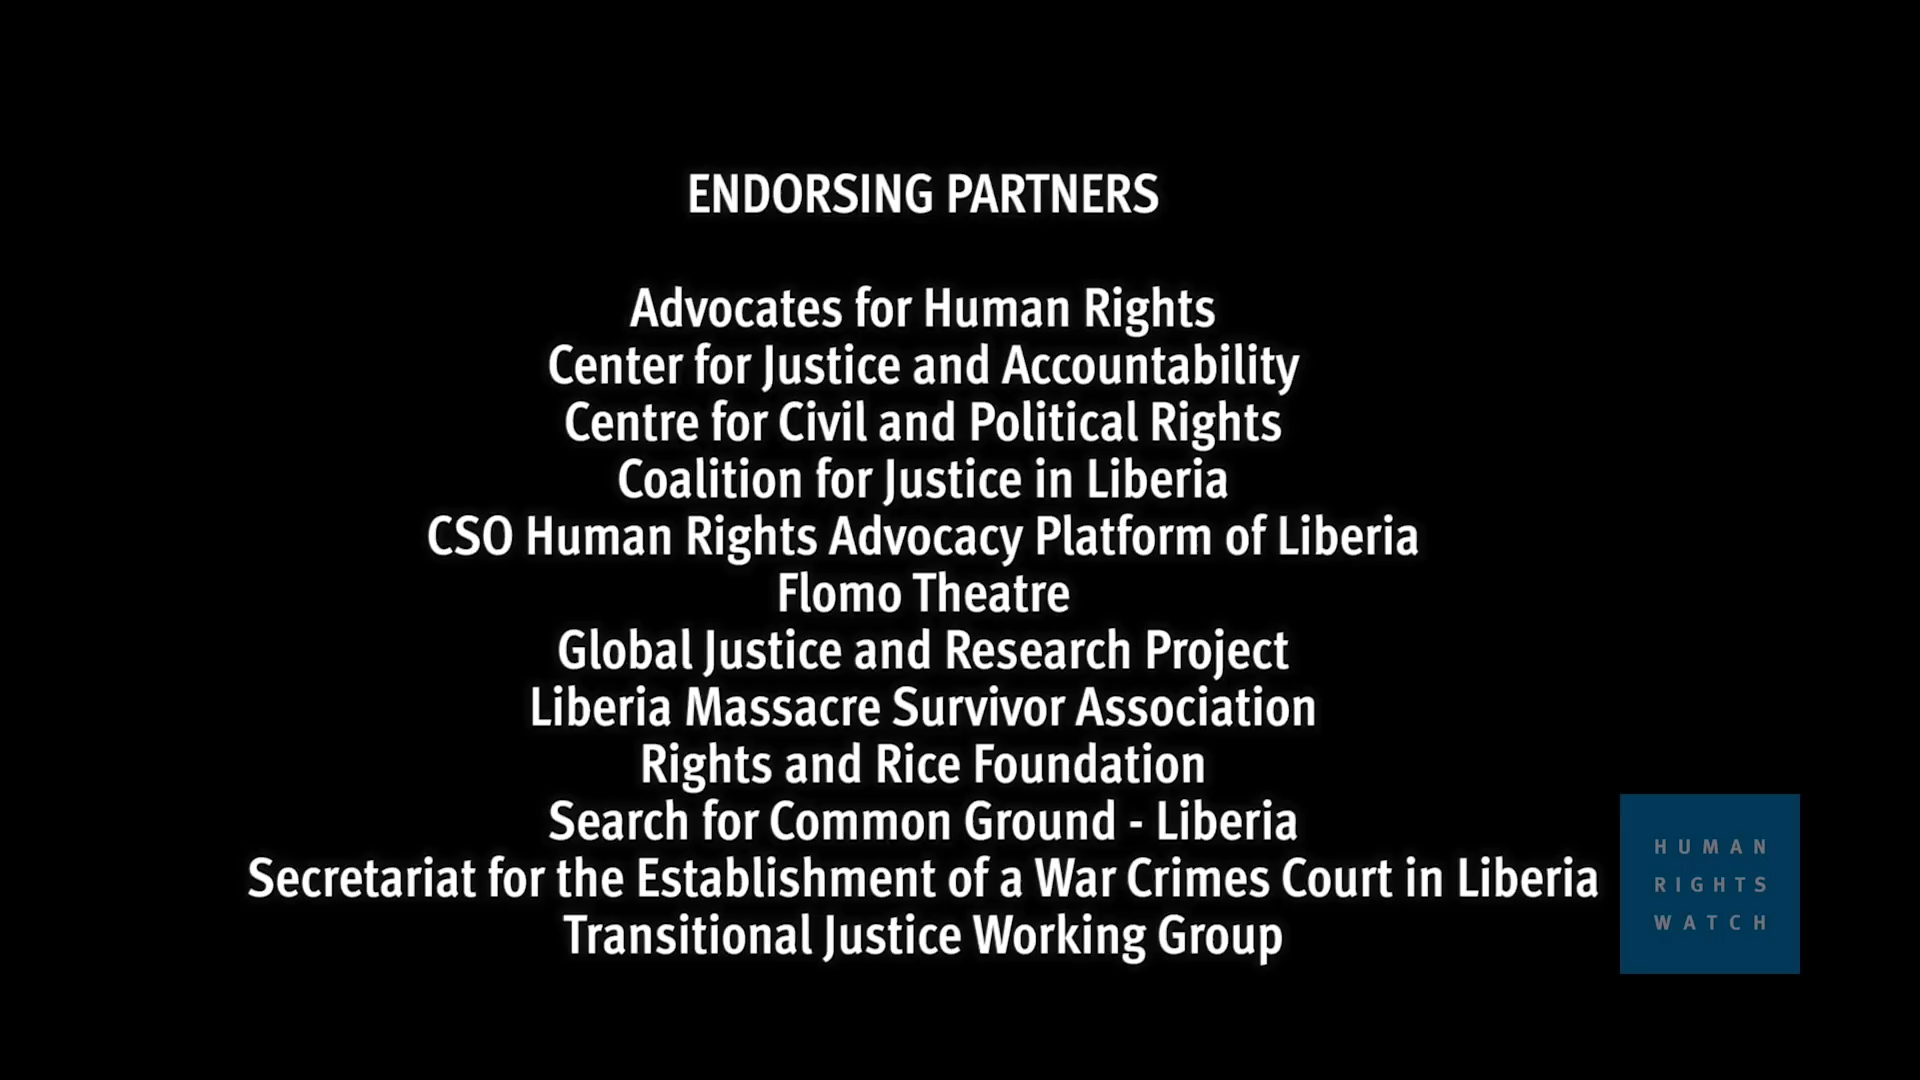 ENDORSING PARTNERS
Advocates for Human Rights
Center for Justice and Accountability
Centre for Civil and Political Rights
Coalition for Justice in Liberia
CSO Human Rights Advocacy Platform of Liberia
Flomo Theatre
Global Justice and Research Project
Liberia Massacre Survivor Association
Rights and Rice Foundation
Search for Common Ground - Liberia
Secretariat for the Establishment of a War Crimes Court in Liberia
Transitional Justice Working Group
HUMAN
RIGHTS
WATCH